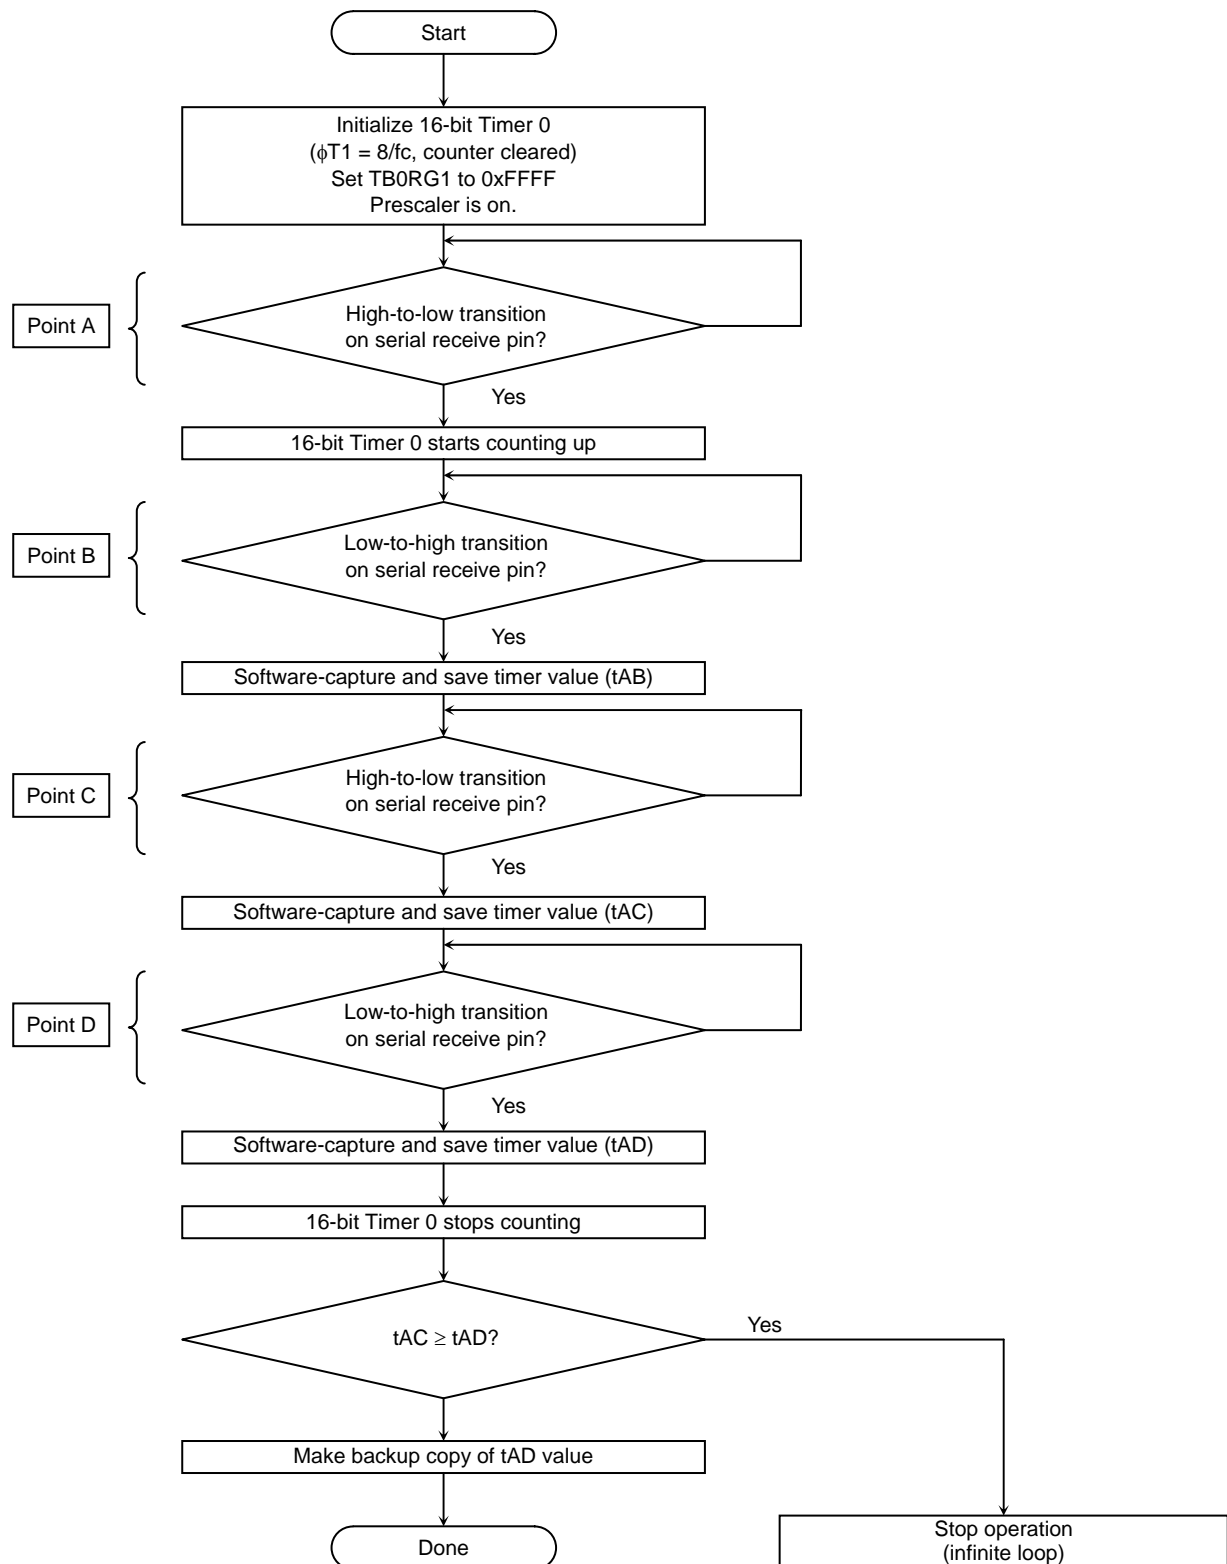 Start
Initialize 16-bit Timer 0
(ϕT1 = 8/fc, counter cleared)
Set TB0RG1 to 0xFFFF
Prescaler is on.
Point A
High-to-low transition
on serial receive pin?
Yes
16-bit Timer 0 starts counting up
Point B
Low-to-high transition
on serial receive pin?
Yes
Software-capture and save timer value (tAB)
Point C
High-to-low transition
on serial receive pin?
Yes
Software-capture and save timer value (tAC)
Point D
Low-to-high transition
on serial receive pin?
Yes
Software-capture and save timer value (tAD)
16-bit Timer 0 stops counting
tAC ≥ tAD?
Yes
Make backup copy of tAD value
Done
Stop operation
(infinite loop)